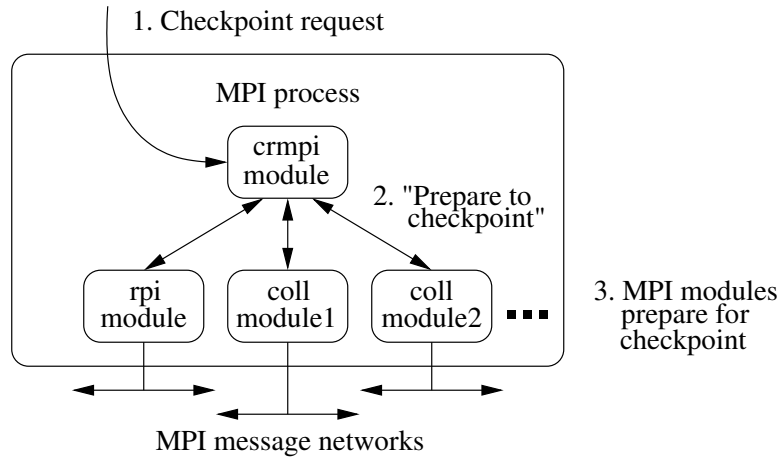 1. Checkpoint request
MPI process
crmpi
module
2. "Prepare to
checkpoint"
rpi
module
coll
module1
coll
module2
3. MPI modules
prepare for
checkpoint
MPI message networks